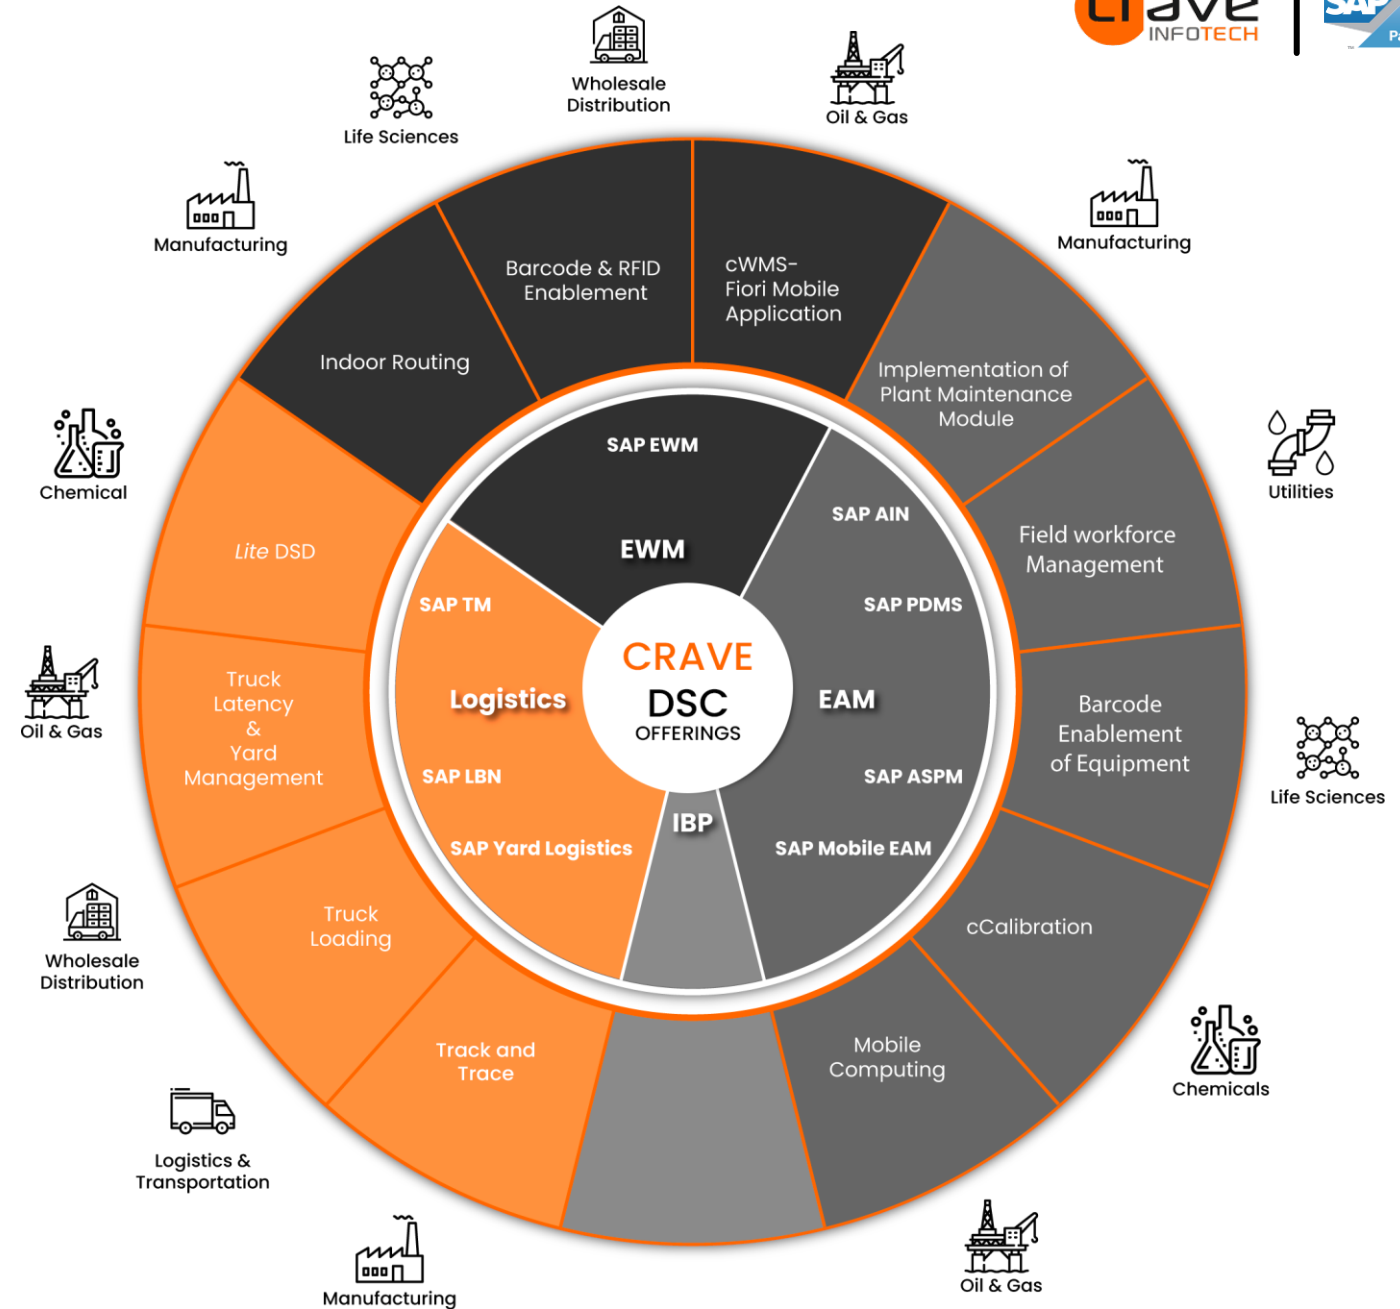 crave
INFOTECH
SAP
Wholesale
Distribution
Oil & Gas
Life Sciences
Manufacturing
Manufacturing
Barcode & RFID
Enablement
cWMS-
Fiori Mobile
Application
Indoor Routing
Implementation of
Plant Maintenance
Module
Chemical
Utilities
SAP EWM
EWM
SAP AIN
Lite DSD
Field workforce
Management
SAP TM
SAP PDMS
CRAVE
DSC
OFFERINGS
Logistics
EAM
Truck
Latency
&
Yard
Management
Barcode
Enablement
of Equipment
Oil & Gas
SAP LBN
SAP ASPM
Life Sciences
IBP
SAP Yard Logistics
SAP Mobile EAM
Truck
Loading
cCalibration
Wholesale
Distribution
Track and
Trace
Mobile
Computing
Chemicals
Logistics &
Transportation
Manufacturing
Oil & Gas